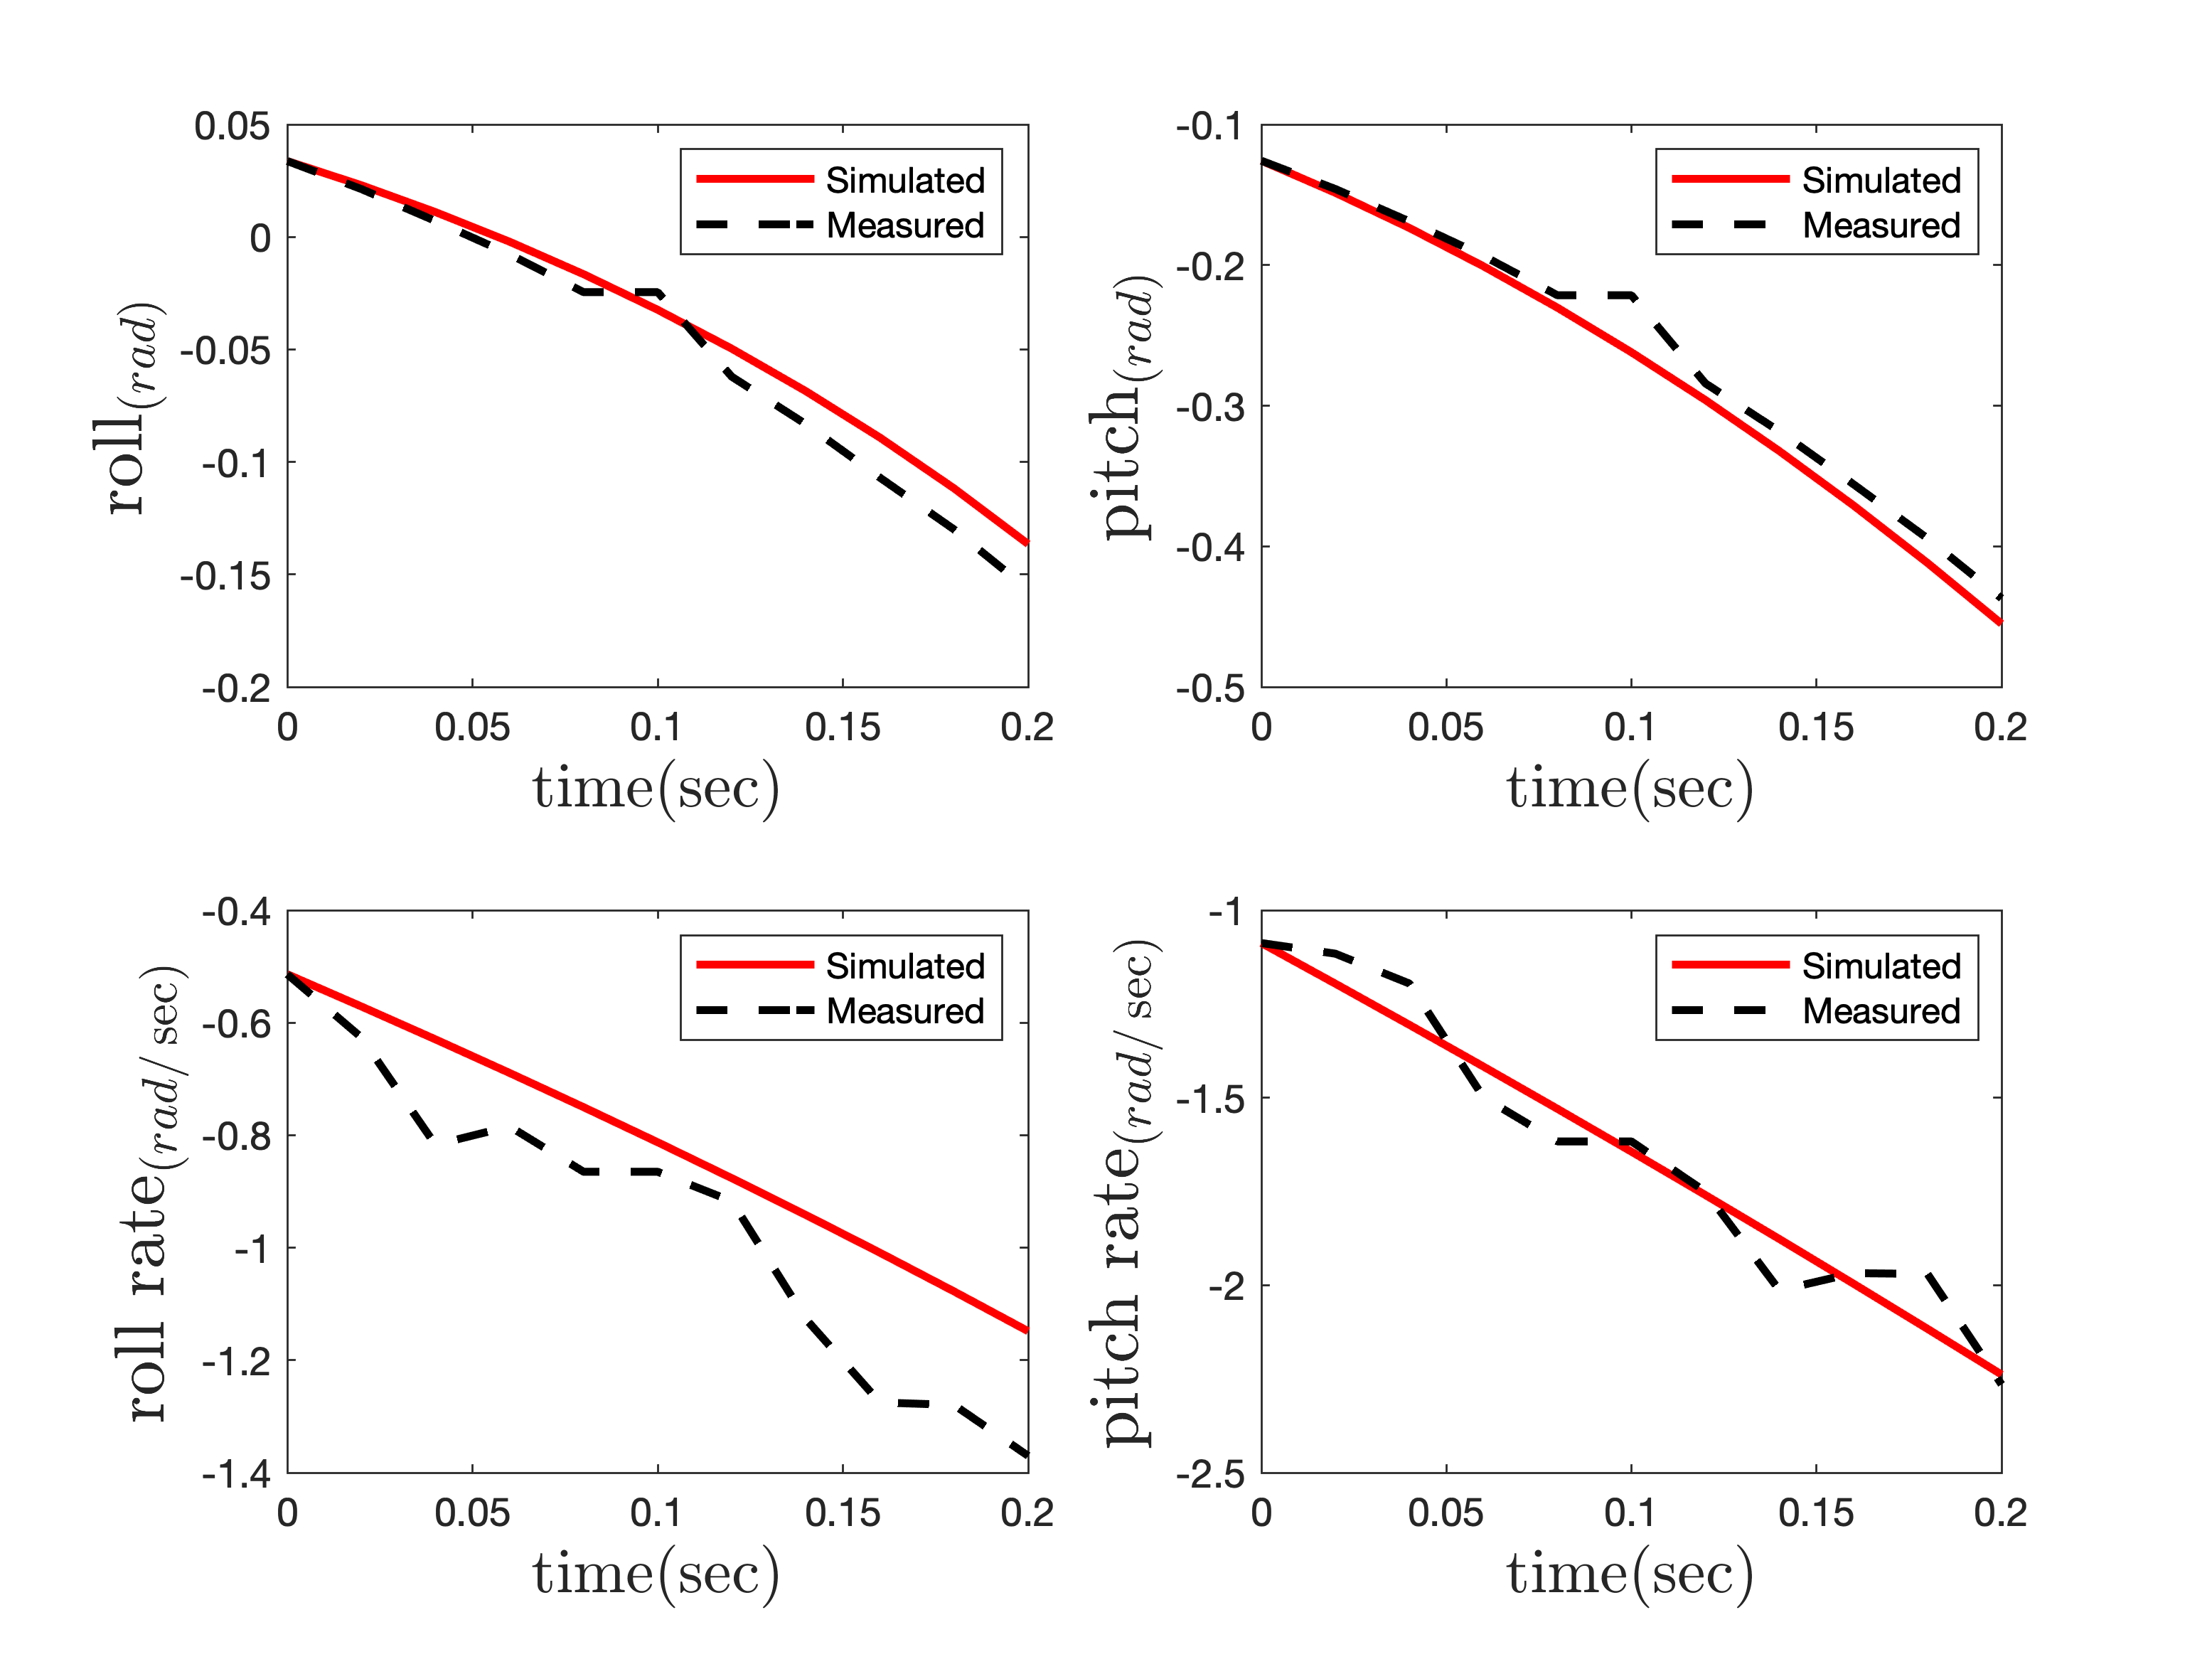 0.05
0
-0.05
-0.1
-0.15
-0.2
roll(rad)
Simulated
Measured
0 0.05 0.1 0.15 0.2
time(sec)
-0.1
-0.2
-0.3
-0.4
-0.5
pitch(rad)
Simulated
Measured
0 0.05 0.1 0.15 0.2
time(sec)
-0.4
-0.6
-0.8
-1
-1.2
-1.4
roll rate(rad/ sec)
Simulated
Measured
0 0.05 0.1 0.15 0.2
time(sec)
-1
-1.5
-2
-2.5
pitch rate(rad/ sec)
Simulated
Measured
0 0.05 0.1 0.15 0.2
time(sec)